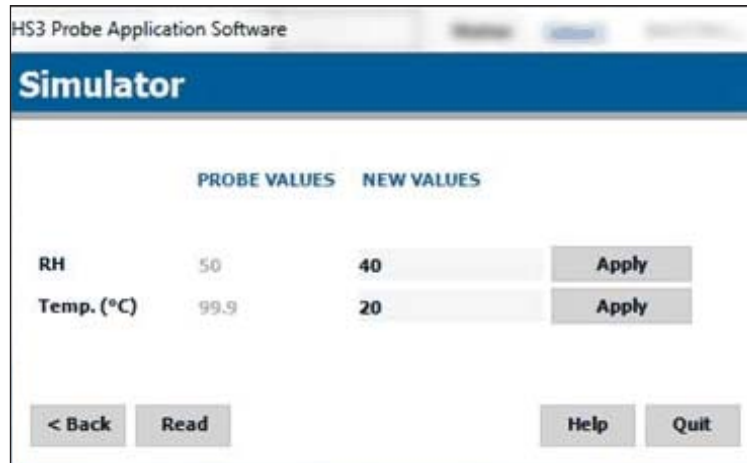 HS3 Probe Application Software
Simulator
PROBE VALUES NEW VALUES
RH 50 40 Apply
Temp. (°C) 99.9 20 Apply
< Back Read Help Quit